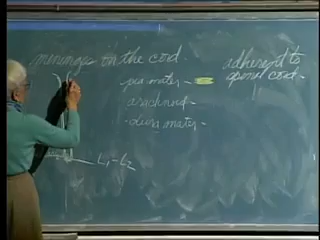 meninges on the cord
pia mater - adherent to
spinal cord -
arachnoid -
- dura mater -
L1-L2